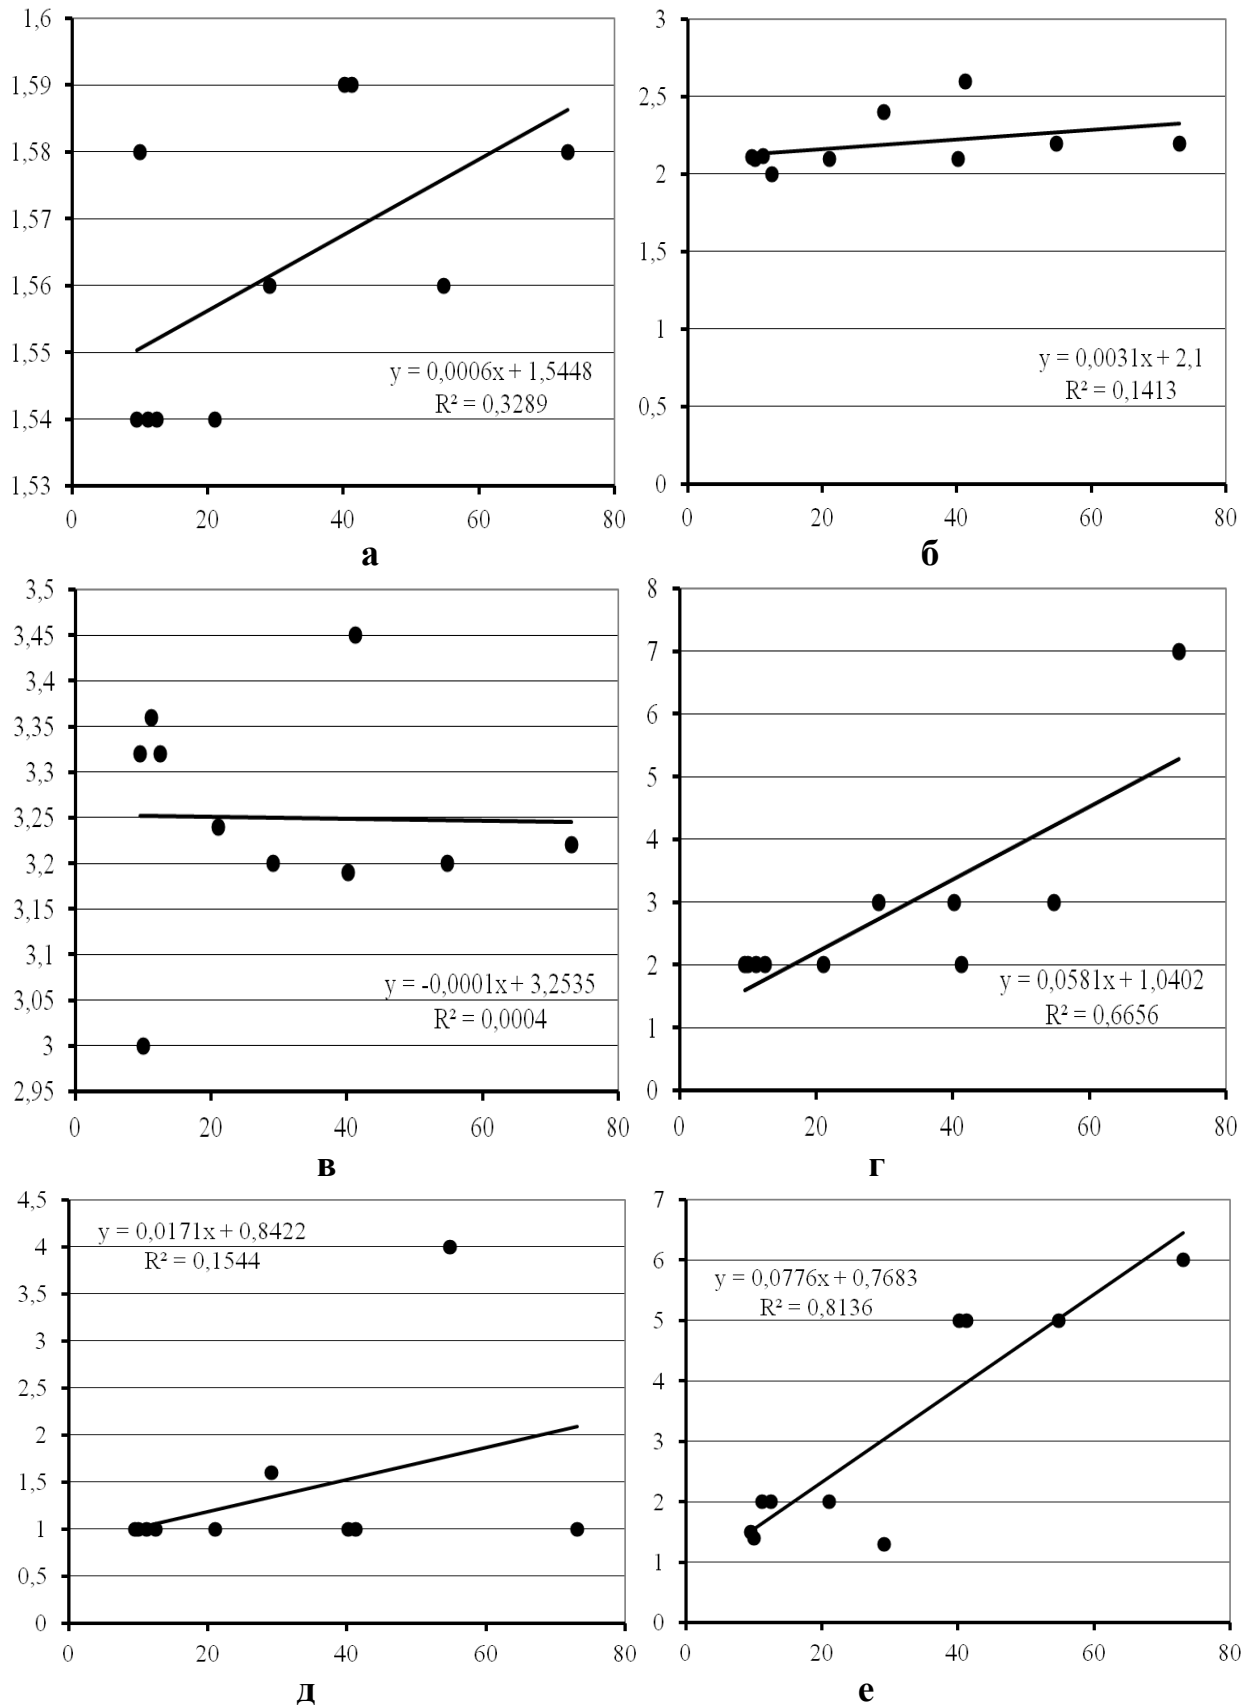 1,6
1,59
1,58
1,57
1,56
1,55
1,54
1,53
y = 0,0006x + 1,5448
R² = 0,3289
0 20 40 60 80
а
3
2,5
2
1,5
1
0,5
0
y = 0,0031x + 2,1
R² = 0,1413
0 20 40 60 80
б
3,5
3,45
3,4
3,35
3,3
3,25
3,2
3,15
3,1
3,05
3
2,95
y = -0,0001x + 3,2535
R² = 0,0004
0 20 40 60 80
в
8
7
6
5
4
3
2
1
0
y = 0,0581x + 1,0402
R² = 0,6656
0 20 40 60 80
г
4,5
4
3,5
3
2,5
2
1,5
1
0,5
0
y = 0,0171x + 0,8422
R² = 0,1544
0 20 40 60 80
д
7
6
5
4
3
2
1
0
y = 0,0776x + 0,7683
R² = 0,8136
0 20 40 60 80
е